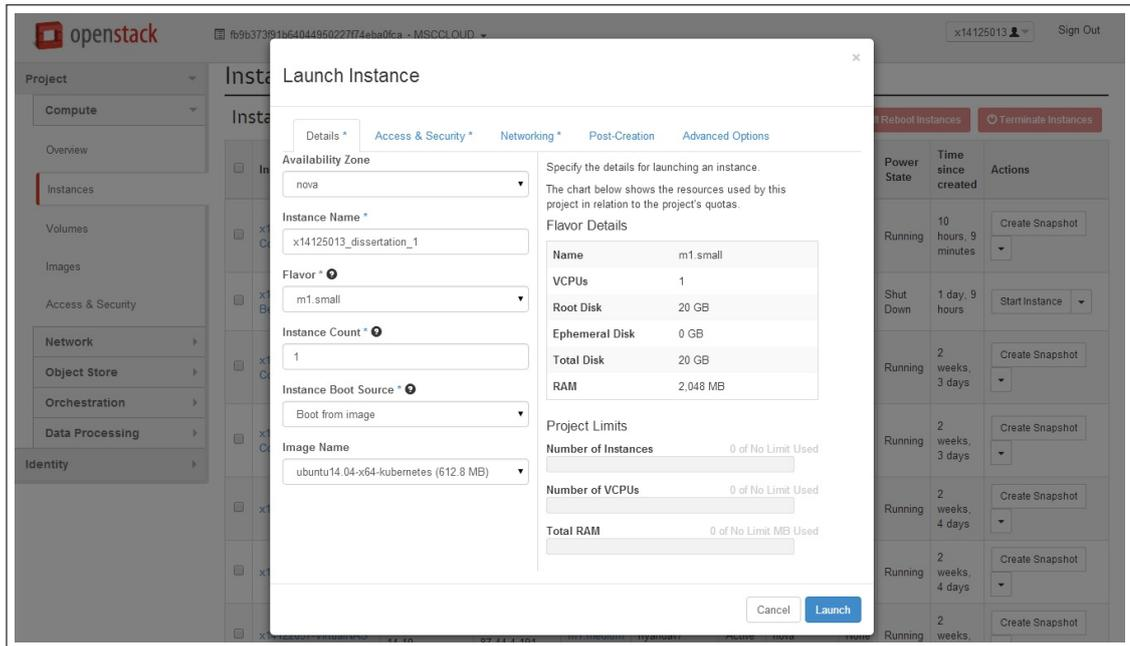 openstack
fb9b373f91b64044950227f74eba0fca • MSCCLOUD
x14125013
Sign Out
Project
Compute
Overview
Instances
Volumes
Images
Access & Security
Network
Object Store
Orchestration
Data Processing
Identity
Launch Instance
×
Details *
Access & Security *
Networking *
Post-Creation
Advanced Options
Availability Zone
nova
Instance Name *
x14125013_dissertation_1
Flavor *
m1.small
Instance Count *
1
Instance Boot Source *
Boot from image
Image Name
ubuntu14.04-x64-kubernetes (612.8 MB)
Specify the details for launching an instance.
The chart below shows the resources used by this
project in relation to the project's quotas.
Flavor Details
Name m1.small
VCPUs 1
Root Disk 20 GB
Ephemeral Disk 0 GB
Total Disk 20 GB
RAM 2,048 MB
Project Limits
Number of Instances 0 of No Limit Used
Number of VCPUs 0 of No Limit Used
Total RAM 0 of No Limit MB Used
Cancel
Launch
Reboot Instances
Terminate Instances
Power
State
Time
since
created
Actions
Running
10
hours, 9
minutes
Create Snapshot
Shut
Down
1 day, 9
hours
Start Instance
Running
2
weeks,
3 days
Create Snapshot
Running
2
weeks,
3 days
Create Snapshot
Running
2
weeks,
4 days
Create Snapshot
Running
2
weeks,
4 days
Create Snapshot
m1.medium
Active
nova
None
Running
2
weeks,
Create Snapshot